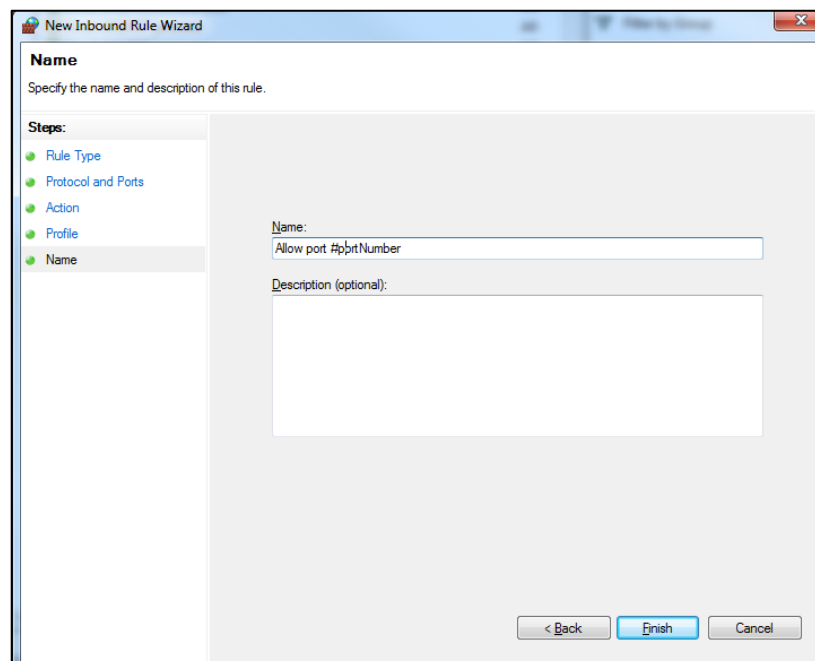 New Inbound Rule Wizard
Name
Specify the name and description of this rule.
Steps:
Rule Type
Protocol and Ports
Action
Profile
Name
Name:
Allow port #portNumber
Description (optional):
< Back
Finish
Cancel